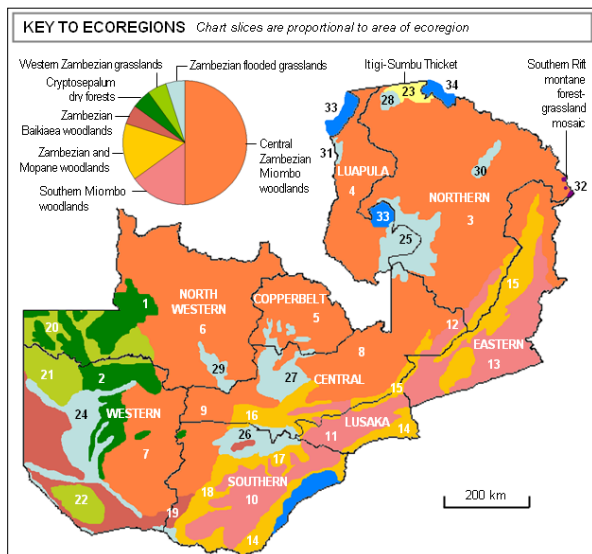 KEY TO ECOREGIONS Chart slices are proportional to area of ecoregion
Western Zambezian grasslands
Cryptosepalum
dry forests
Zambezian
Baikiaea woodlands
Zambezian and
Mopane woodlands
Southern Miombo
woodlands
Zambezian flooded grasslands
Central
Zambezian
Miombo
woodlands
Itigi-Sumbu Thicket
Southern Rift
montane
forest-
grassland
mosaic
33
28
23
34
31
LUAPULA
4
30
32
NORTHERN
3
33
25
15
1
20
NORTH
WESTERN
6
COPPERBELT
5
12
EASTERN
13
8
21
2
29
27
CENTRAL
15
24
WESTERN
7
9
16
LUSAKA
11
14
26
17
SOUTHERN
10
18
22
19
14
200 km